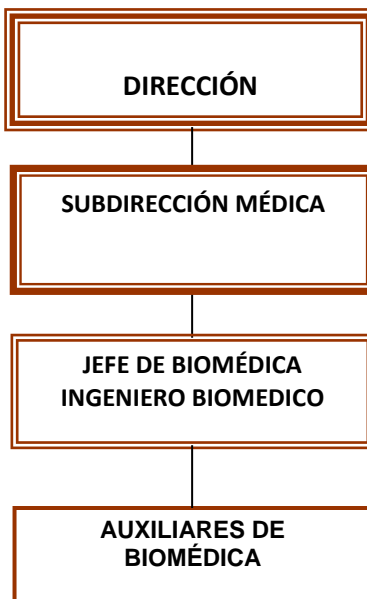 DIRECCIÓN
SUBDIRECCIÓN MÉDICA
JEFE DE BIOMÉDICA
INGENIERO BIOMEDICO
AUXILIARES DE
BIOMÉDICA